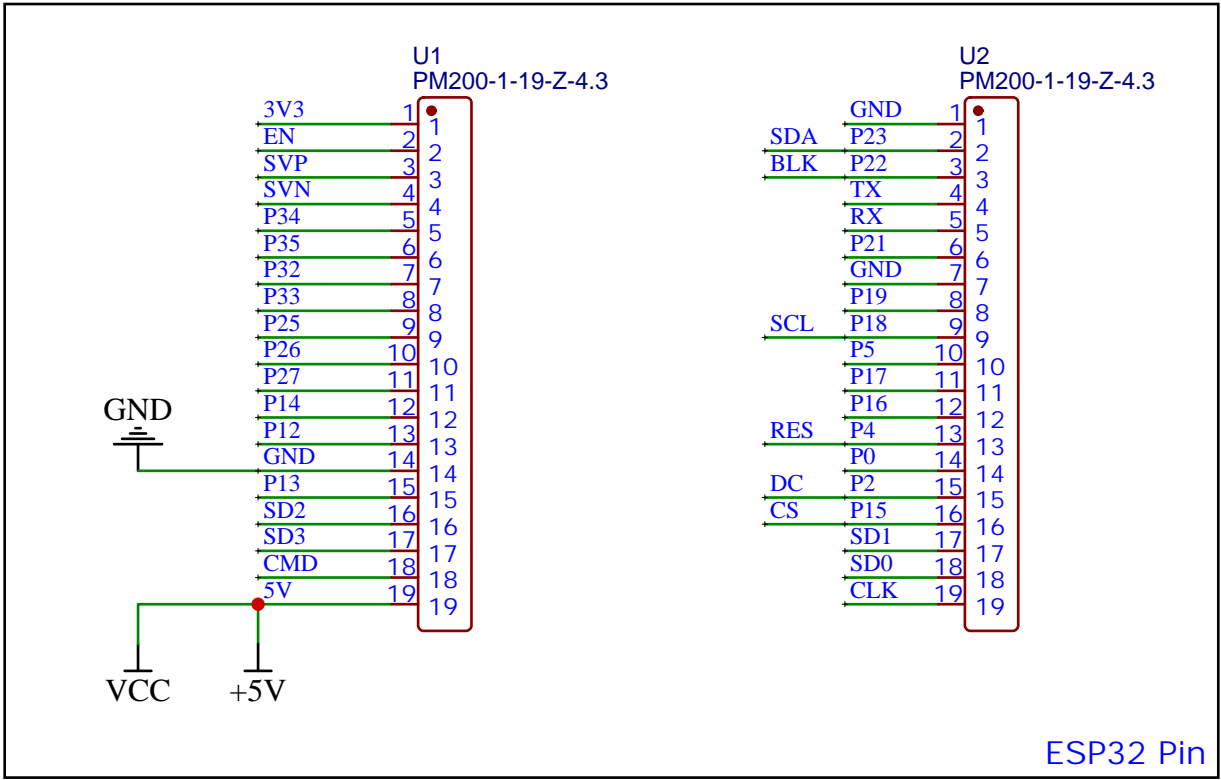 U1
PM200-1-19-Z-4.3
3V3 1 1
EN 2 2
SVP 3 3
SVN 4 4
P34 5 5
P35 6 6
P32 7 7
P33 8 8
P25 9 9
P26 10 10
P27 11 11
P14 12 12
P12 13 13
GND
GND 14 14
P13 15 15
SD2 16 16
SD3 17 17
CMD 18 18
5V 19 19
VCC +5V
U2
PM200-1-19-Z-4.3
GND 1 1
SDA P23 2 2
BLK P22 3 3
TX 4 4
RX 5 5
P21 6 6
GND 7 7
P19 8 8
SCL P18 9 9
P5 10 10
P17 11 11
P16 12 12
RES P4 13 13
P0 14 14
DC P2 15 15
CS P15 16 16
SD1 17 17
SD0 18 18
CLK 19 19
ESP32 Pin